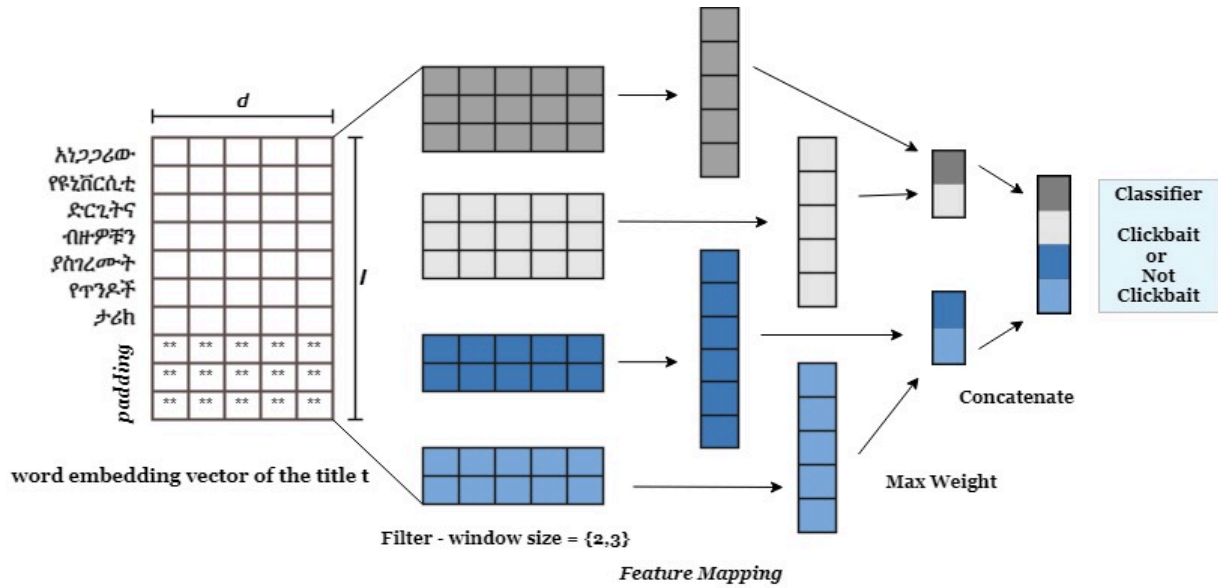 d
አነጋጋሪው
የዩኒቨርሲቲ
ድርጊትና
ብዙዎቹን
ያስገረሙት
የጥንዶች
ታሪክ
l
padding
** ** ** ** **
** ** ** ** **
** ** ** ** **
word embedding vector of the title t
Filter - window size = {2,3}
Feature Mapping
Max Weight
Concatenate
Classifier
Clickbait
or
Not
Clickbait